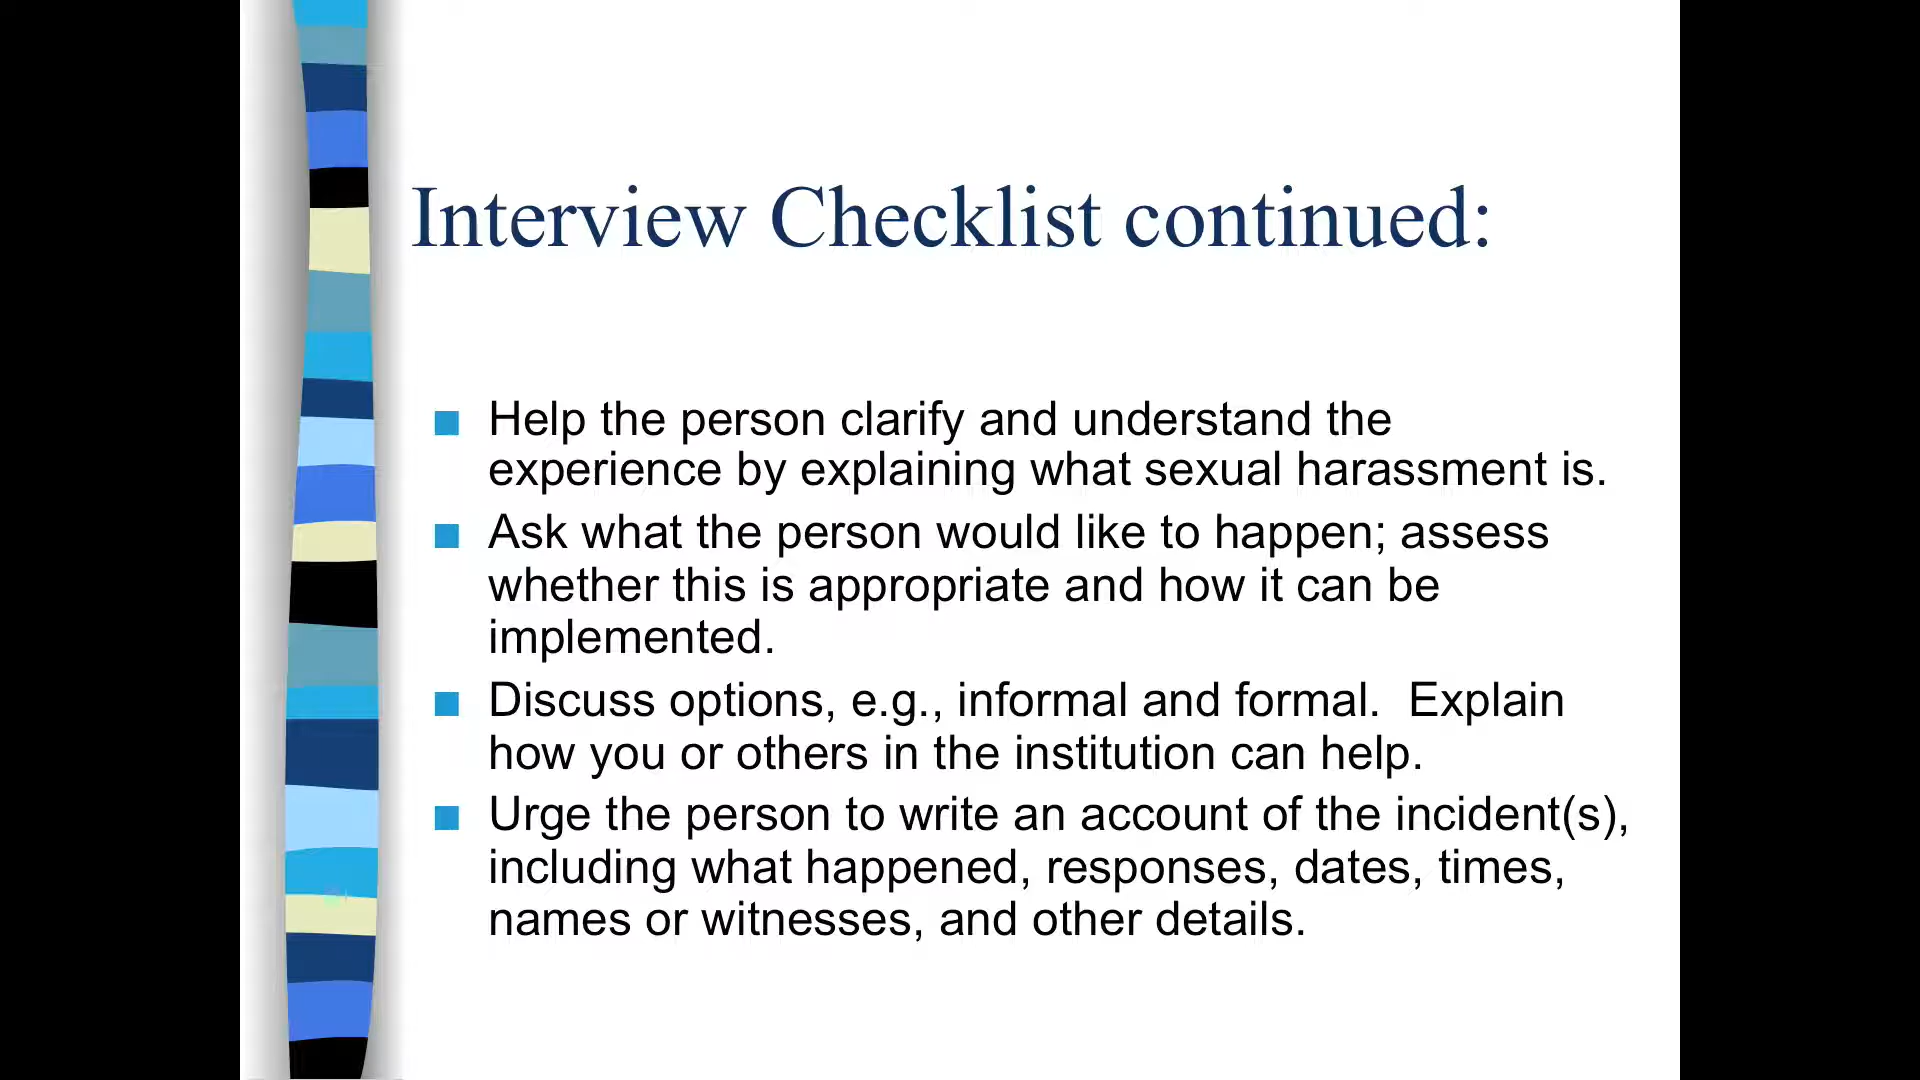 Interview Checklist continued:
Help the person clarify and understand the
experience by explaining what sexual harassment is.
Ask what the person would like to happen; assess
whether this is appropriate and how it can be
implemented.
Discuss options, e.g., informal and formal.  Explain
how you or others in the institution can help.
Urge the person to write an account of the incident(s),
including what happened, responses, dates, times,
names or witnesses, and other details.